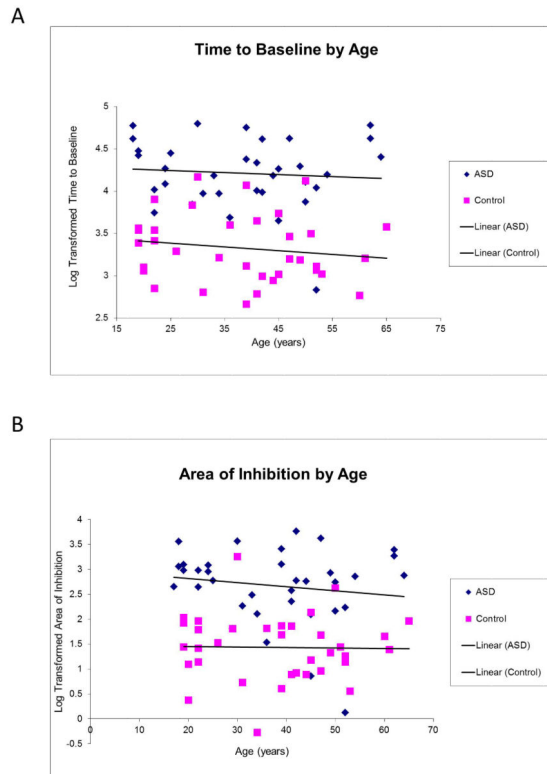 A
Time to Baseline by Age
Log Transformed Time to Baseline
5
4.5
4
3.5
3
2.5
15 25 35 45 55 65 75
Age (years)
ASD
Control
Linear (ASD)
Linear (Control)
B
Area of Inhibition by Age
Log Transformed Area of Inhibition
4
3.5
3
2.5
2
1.5
1
0.5
0
-0.5
0 10 20 30 40 50 60 70
Age (years)
ASD
Control
Linear (ASD)
Linear (Control)